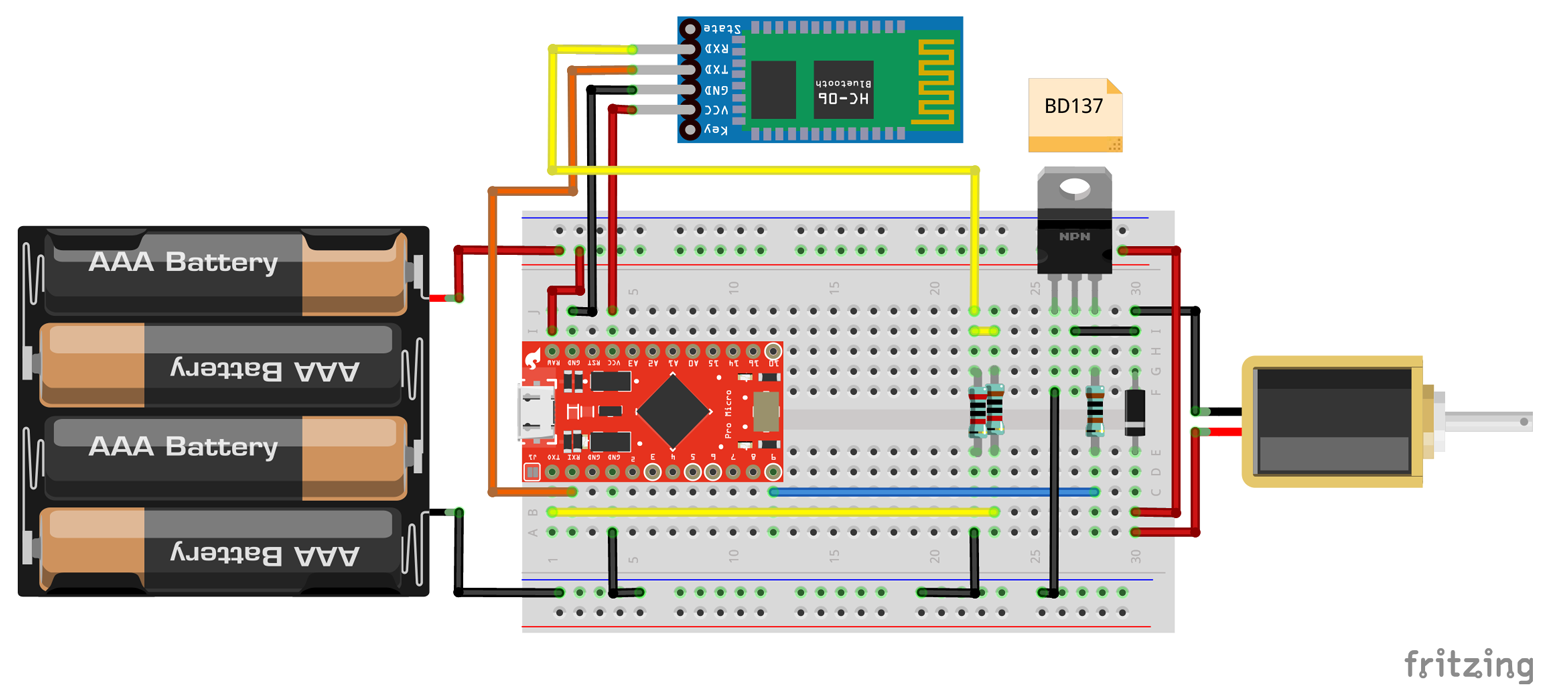 State
RXD
TXD
GND
VCC
Key
HC-06
Bluetooth
BD137
NPN
AAA Battery
AAA Battery
AAA Battery
AAA Battery
5
10
15
20
25
30
J
I
H
G
F
RAW GND RST VCC A3 A2 A1 A0 15 14 16 10
Pro Micro
J1 TXO RXI GND GND 2 3 4 5 6 7 8 9
E
D
C
B
A
1
5
10
15
20
25
30
fritzing